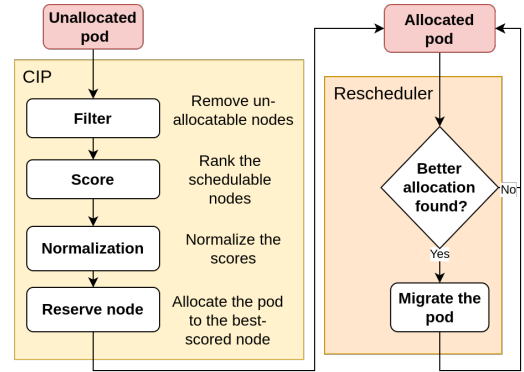 Unallocated
pod
CIP
Filter
Remove un-
allocatable nodes
Score
Rank the
schedulable
nodes
Normalization
Normalize the
scores
Reserve node
Allocate the pod
to the best-
scored node
Allocated
pod
Rescheduler
Better
allocation
found?
No
Yes
Migrate the
pod